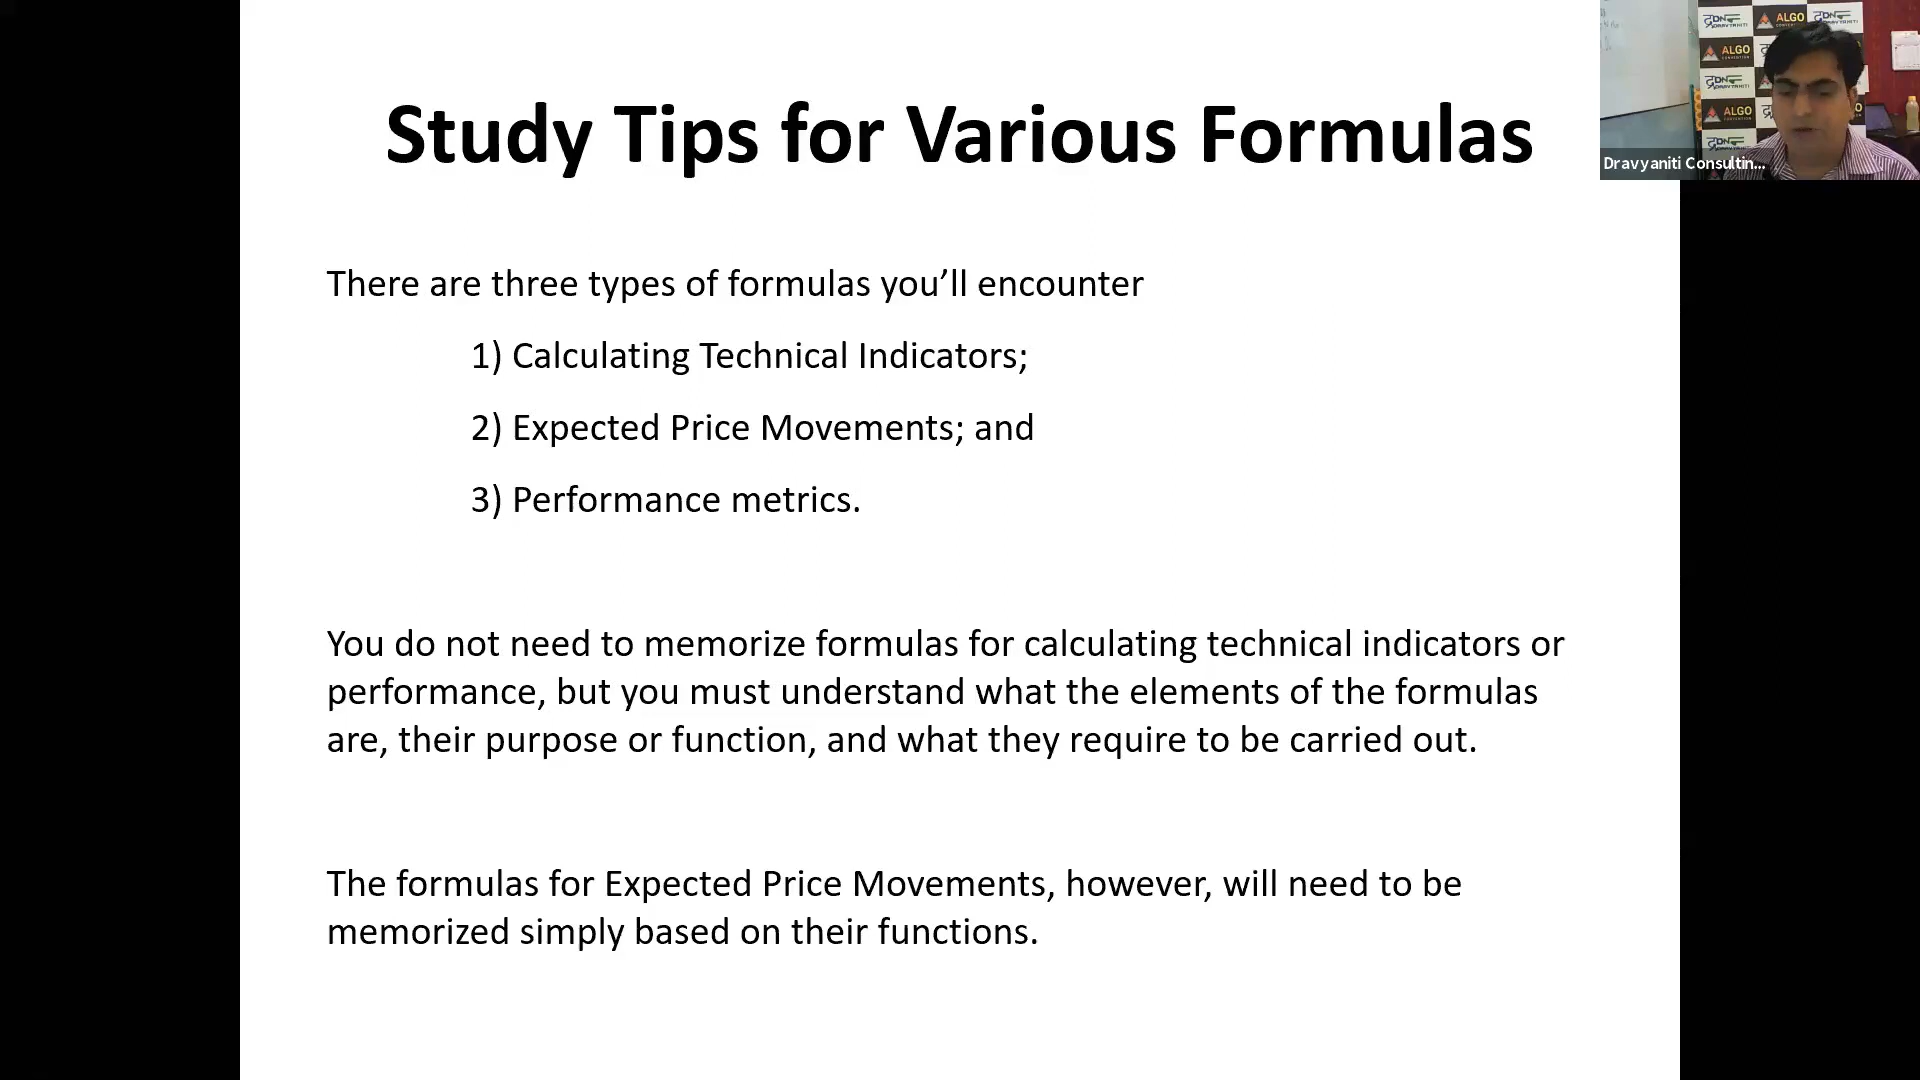 Study Tips for Various Formulas
There are three types of formulas you’ll encounter
1) Calculating Technical Indicators;
2) Expected Price Movements; and
3) Performance metrics.
You do not need to memorize formulas for calculating technical indicators or
performance, but you must understand what the elements of the formulas
are, their purpose or function, and what they require to be carried out.
The formulas for Expected Price Movements, however, will need to be
memorized simply based on their functions.
ALGO
ALGO
ALGO
Dravyaniti Consultin...